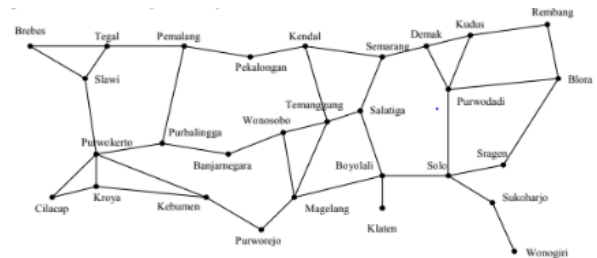 Rembang
Kudus
Brebes
Tegal
Pemalang
Kendal
Demak
Semarang
Pekalongan
Slawi
Blora
Temanggung
Purwodadi
Wonosobo
Salatiga
Purbalingga
Purwokerto
Sragen
Banjarnegara
Boyolali
Solo
Kroya
Sukoharjo
Cilacap
Kebumen
Magelang
Klaten
Purworejo
Wonogiri